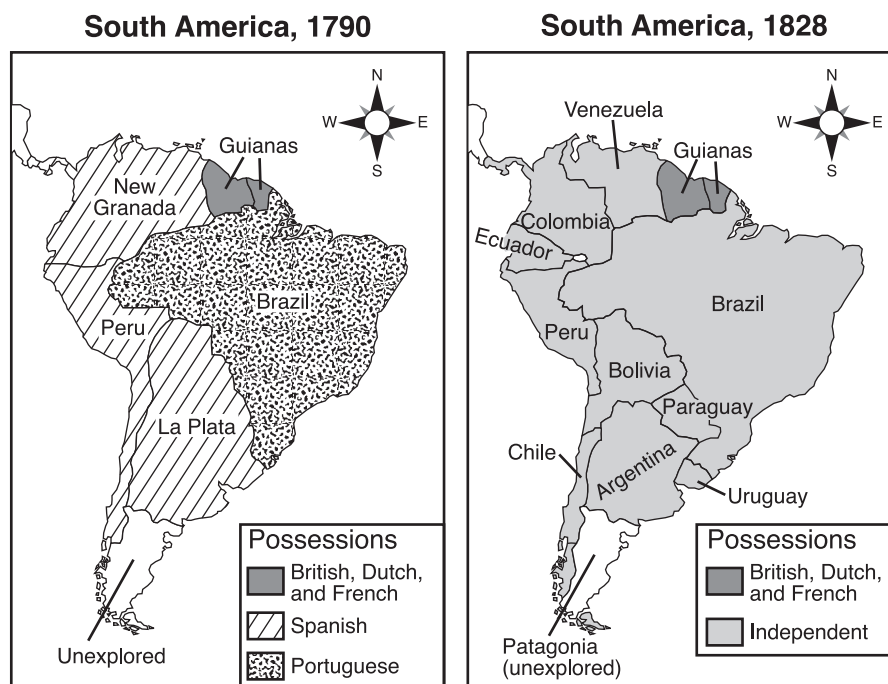 South America, 1790
N
W
E
S
Guianas
New
Granada
Brazil
Peru
La Plata
Unexplored
Possessions
British, Dutch,
and French
Spanish
Portuguese
South America, 1828
N
W
E
S
Venezuela
Guianas
Colombia
Ecuador
Brazil
Peru
Bolivia
Paraguay
Chile
Argentina
Uruguay
Patagonia
(unexplored)
Possessions
British, Dutch,
and French
Independent